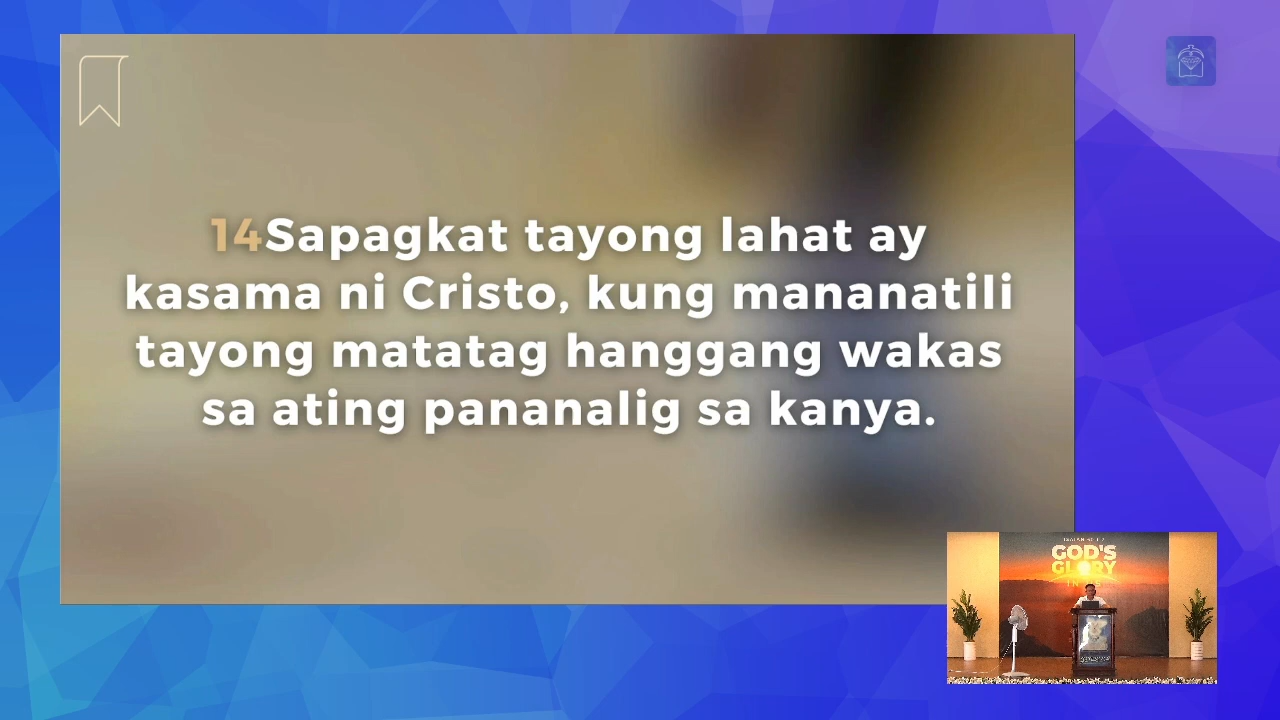 14Sapagkat tayong lahat ay
kasama ni Cristo, kung mananatili
tayong matatag hanggang wakas
sa ating pananalig sa kanya.
GOD'S
GLORY